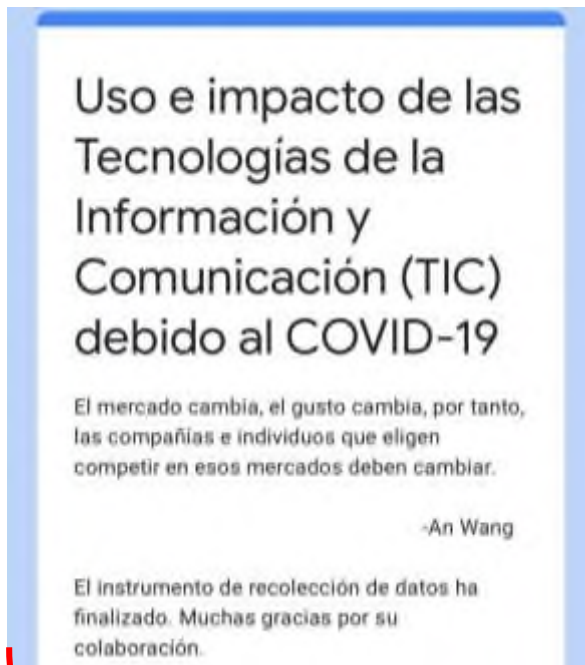 Uso e impacto de las
Tecnologías de la
Información y
Comunicación (TIC)
debido al COVID-19
El mercado cambia, el gusto cambia, por tanto,
las compañías e individuos que eligen
competir en esos mercados deben cambiar.
-An Wang
El instrumento de recolección de datos ha
finalizado. Muchas gracias por su
colaboración.